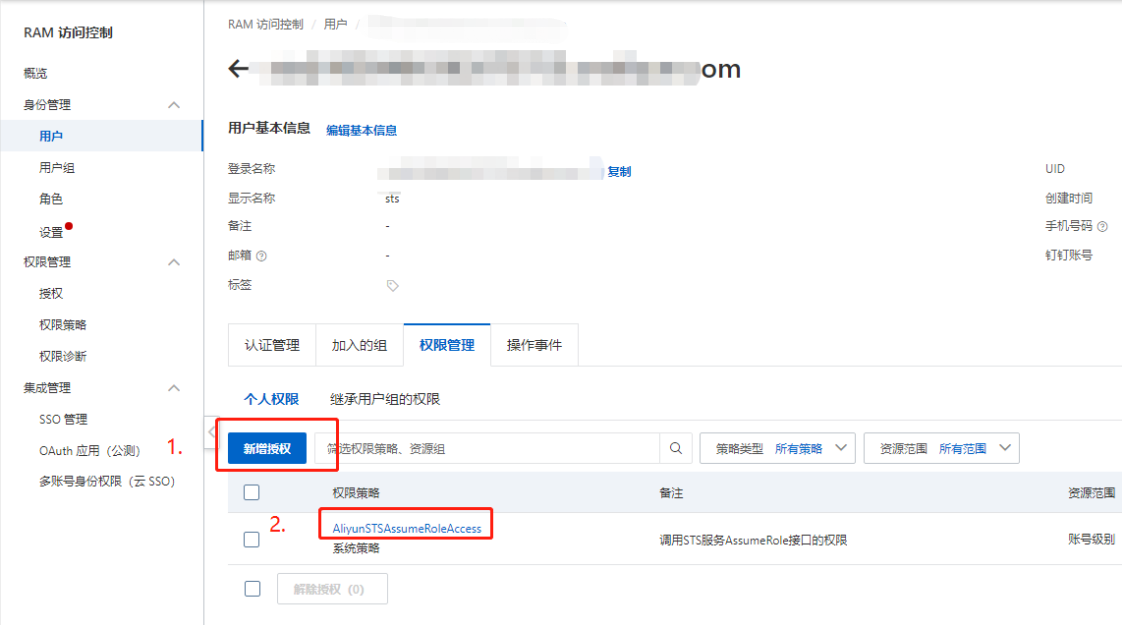 RAM 访问控制
概览
身份管理
用户
用户组
角色
设置
权限管理
授权
权限策略
权限诊断
集成管理
SSO 管理
OAuth 应用（公测）
多账号身份权限（云 SSO）
RAM 访问控制 / 用户 /
om
用户基本信息 编辑基本信息
登录名称 复制 UID
显示名称 sts 创建时间
备注 - 手机号码
邮箱 - 钉钉账号
标签
认证管理 加入的组 权限管理 操作事件
个人权限 继承用户组的权限
1. 新增授权 筛选权限策略、资源组 策略类型 所有策略 资源范围 所有范围
权限策略 备注 资源范围
2. AliyunSTSAssumeRoleAccess
系统策略 调用STS服务AssumeRole接口的权限 账号级别
解除授权（0）